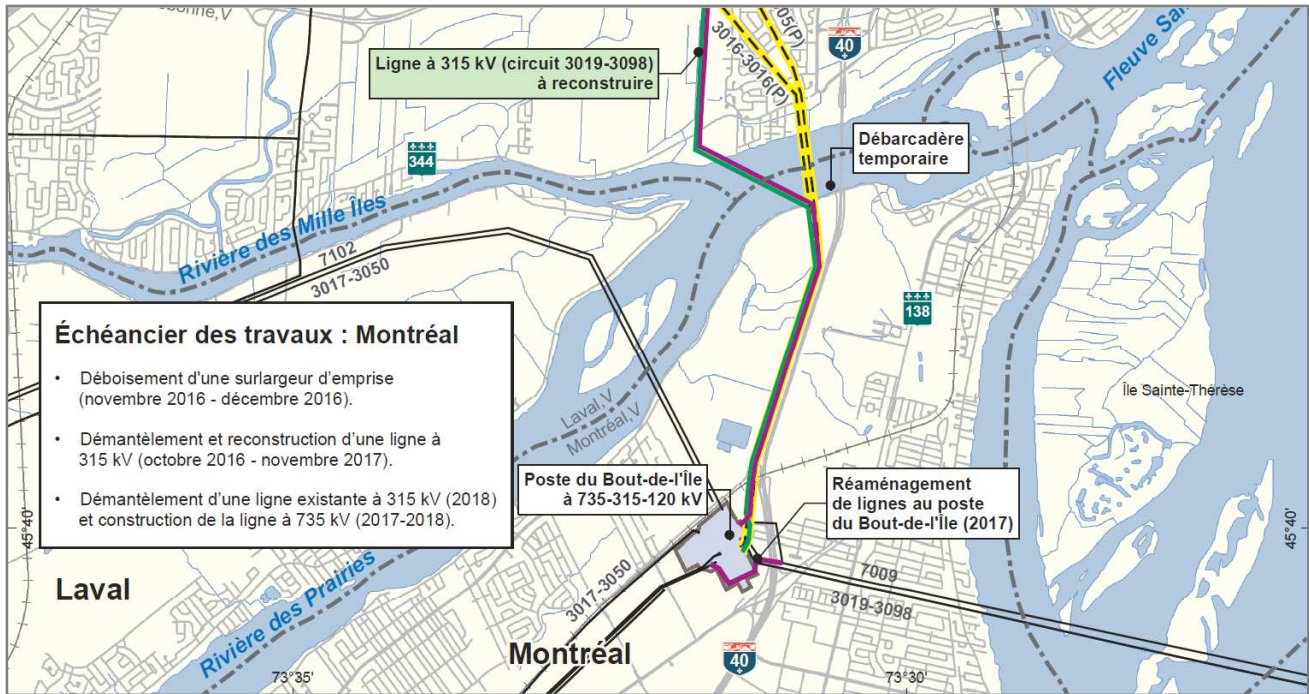 bonne,V
Ligne à 315 kV (circuit 3019-3098)
à reconstruire
05(P)
3016-3016(P)
40
Fleuve Sai
Débarcadère
temporaire
344
Rivière des Mille Îles
7102
3017-3050
138
Échéancier des travaux : Montréal
• Déboisement d'une surlargeur d'emprise
(novembre 2016 - décembre 2016).
• Démantèlement et reconstruction d'une ligne à
315 kV (octobre 2016 - novembre 2017).
• Démantèlement d'une ligne existante à 315 kV (2018)
et construction de la ligne à 735 kV (2017-2018).
Île Sainte-Thérèse
Laval,V
Montréal,V
Poste du Bout-de-l'Île
à 735-315-120 kV
Réaménagement
de lignes au poste
du Bout-de-l'Île (2017)
45°40'
45°40'
Laval
Rivière des Prairies
3017-3050
7009
3019-3098
Montréal
40
73°35'
73°30'